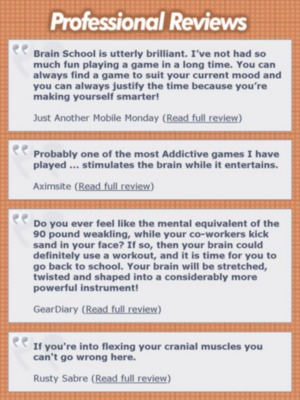 Professional Reviews
Brain School is utterly brilliant. I've not had so
much fun playing a game in a long time. You can
always find a game to suit your current mood and
you can always justify the time because you're
making yourself smarter!
Just Another Mobile Monday (Read full review)
Probably one of the most Addictive games I have
played ... stimulates the brain while it entertains.
Aximsite (Read full review)
Do you ever feel like the mental equivalent of the
90 pound weakling, while your co-workers kick
sand in your face? If so, then your brain could
definitely use a workout, and it is time for you to
go back to school. Your brain will be stretched,
twisted and shaped into a considerably more
powerful instrument!
GearDiary (Read full review)
If you're into flexing your cranial muscles you
can't go wrong here.
Rusty Sabre (Read full review)